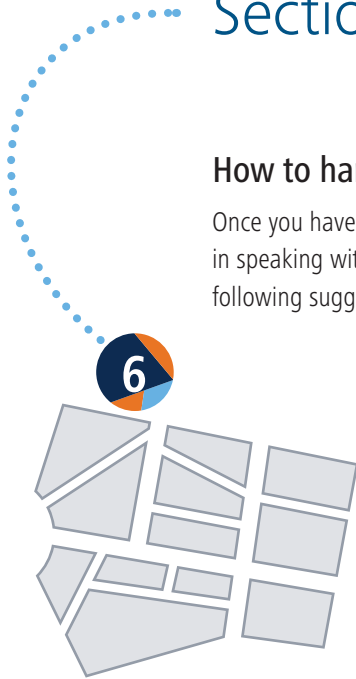 Sectio
How to ha
Once you have
in speaking wit
following sugg
6